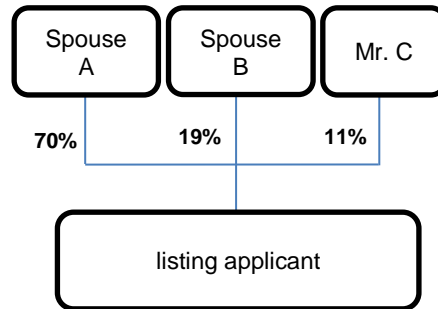 Spouse
A
Spouse
B
Mr. C
70%
19%
11%
listing applicant